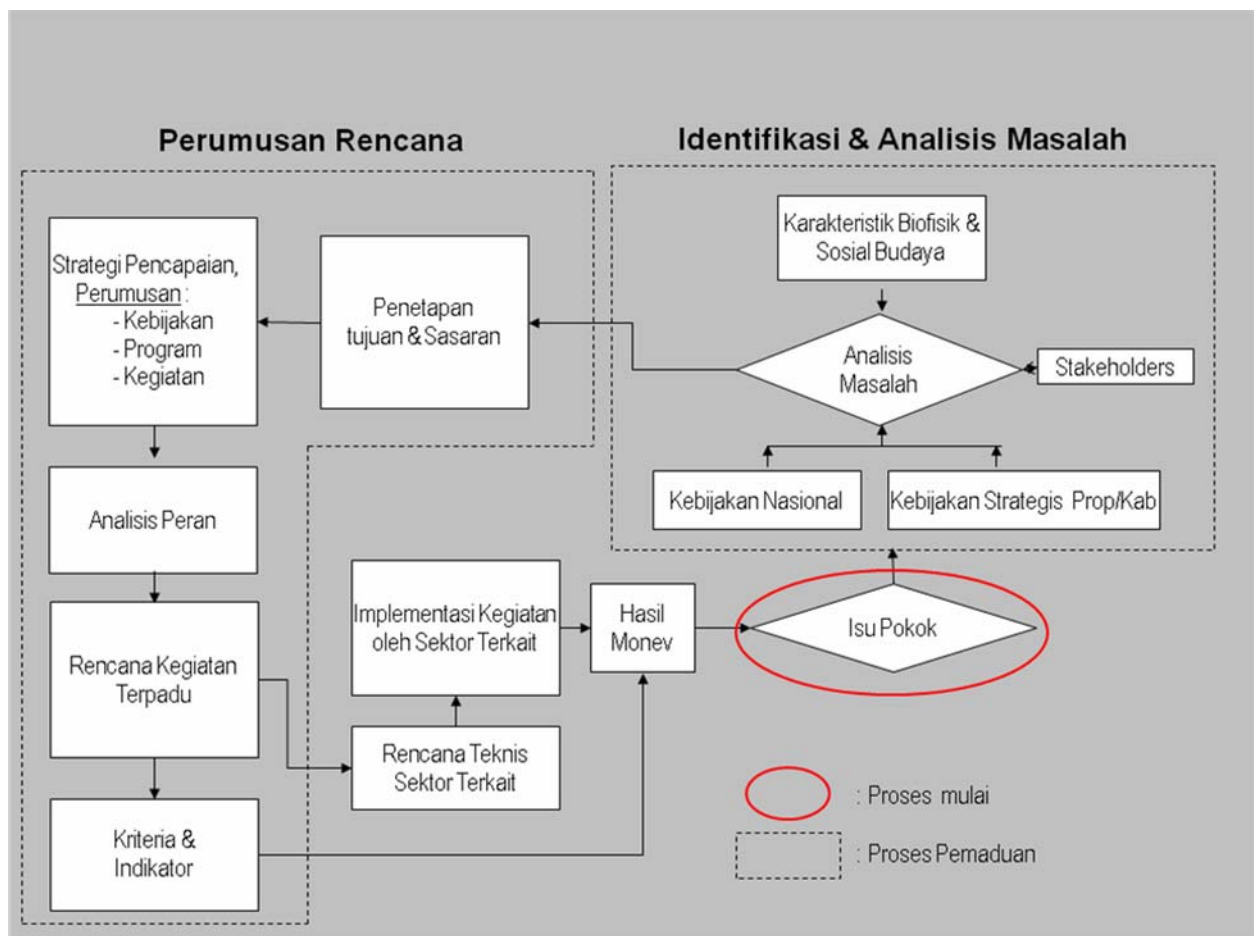 Perumusan Rencana
Identifikasi & Analisis Masalah
Strategi Pencapaian,
Perumusan :
- Kebijakan
- Program
- Kegiatan
Penetapan
tujuan & Sasaran
Karakteristik Biofisik &
Sosial Budaya
Analisis
Masalah
Stakeholders
Kebijakan Nasional
Kebijakan Strategis Prop/Kab
Analisis Peran
Rencana Kegiatan
Terpadu
Implementasi Kegiatan
oleh Sektor Terkait
Hasil
Monev
Isu Pokok
Rencana Teknis
Sektor Terkait
Kriteria &
Indikator
: Proses mulai
: Proses Pemaduan